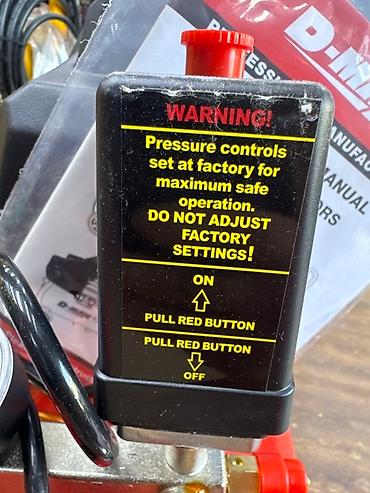 WARNING!
Pressure controls
set at factory for
maximum safe
operation.
DO NOT ADJUST
FACTORY
SETTINGS!
ON
PULL RED BUTTON
PULL RED BUTTON
OFF
D-M
MANUAL